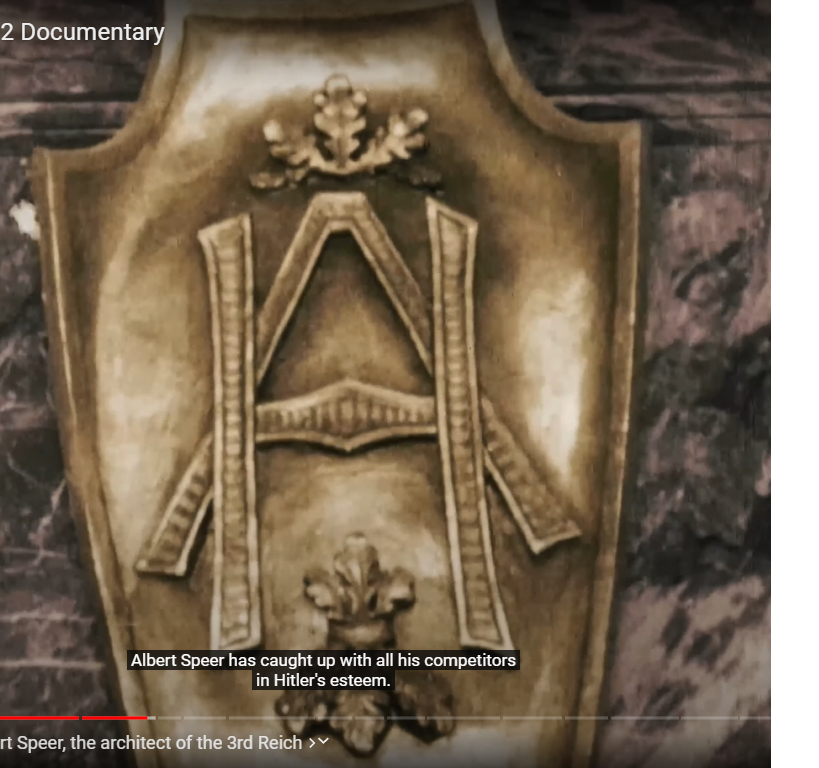 2 Documentary
AH
Albert Speer has caught up with all his competitors
in Hitler's esteem.
rt Speer, the architect of the 3rd Reich